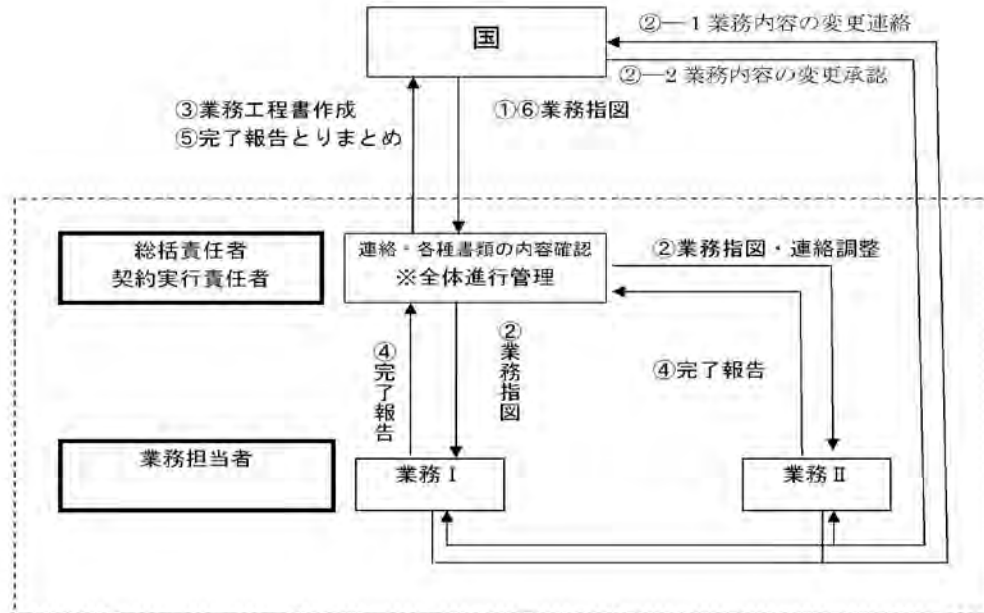 国
②―1 業務内容の変更連絡
②―2 業務内容の変更承認
③業務工程書作成
⑤完了報告とりまとめ
①⑥業務指図
総括責任者
契約実行責任者
連絡・各種書類の内容確認
※全体進行管理
②業務指図・連絡調整
④完了報告
②業務指図
④完了報告
業務担当者
業務Ⅰ
業務Ⅱ